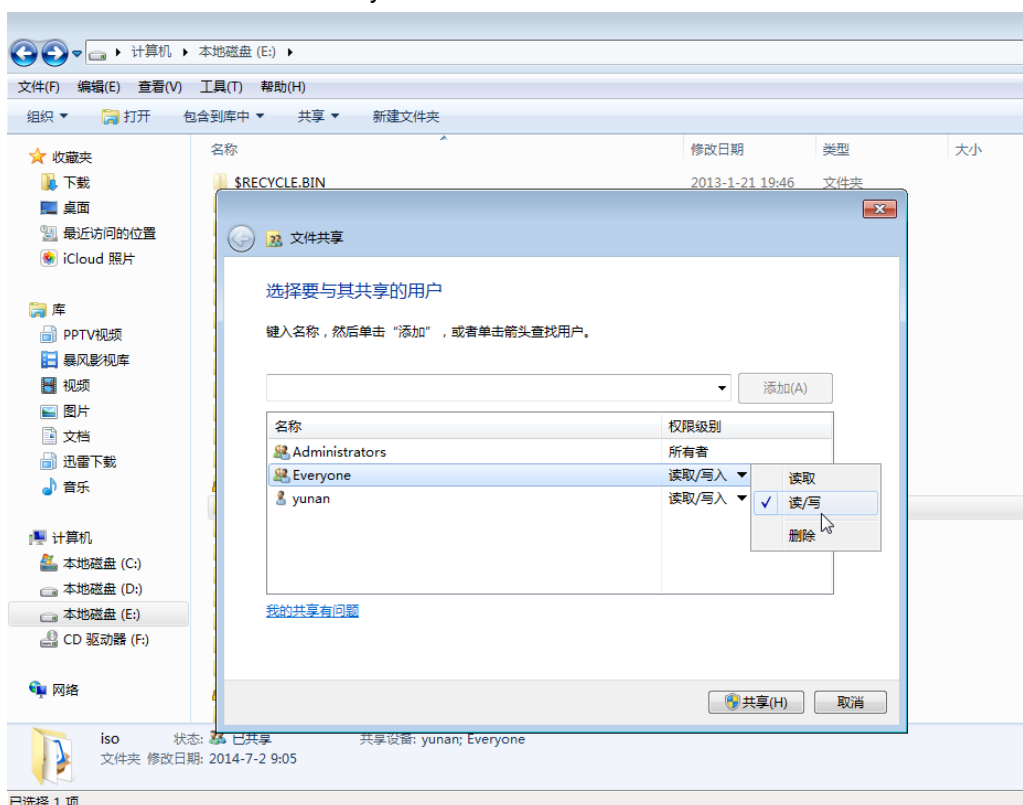 计算机 本地磁盘 (E:)
文件(F) 编辑(E) 查看(V) 工具(T) 帮助(H)
组织 打开 包含到库中 共享 新建文件夹
名称 修改日期 类型 大小
收藏夹
下载
桌面
最近访问的位置
iCloud 照片
库
PPTV视频
暴风影视库
视频
图片
文档
迅雷下载
音乐
计算机
本地磁盘 (C:)
本地磁盘 (D:)
本地磁盘 (E:)
CD 驱动器 (F:)
网络
$RECYCLE.BIN 2013-1-21 19:46 文件夹
文件共享
选择要与其共享的用户
键入名称，然后单击“添加”，或者单击箭头查找用户。
添加(A)
名称 权限级别
Administrators 所有者
Everyone 读取/写入
yunan 读取/写入
读取
读/写
删除
我的共享有问题
共享(H) 取消
iso 状态: 已共享 共享设备: yunan; Everyone
文件夹 修改日期: 2014-7-2 9:05
已选择 1 项